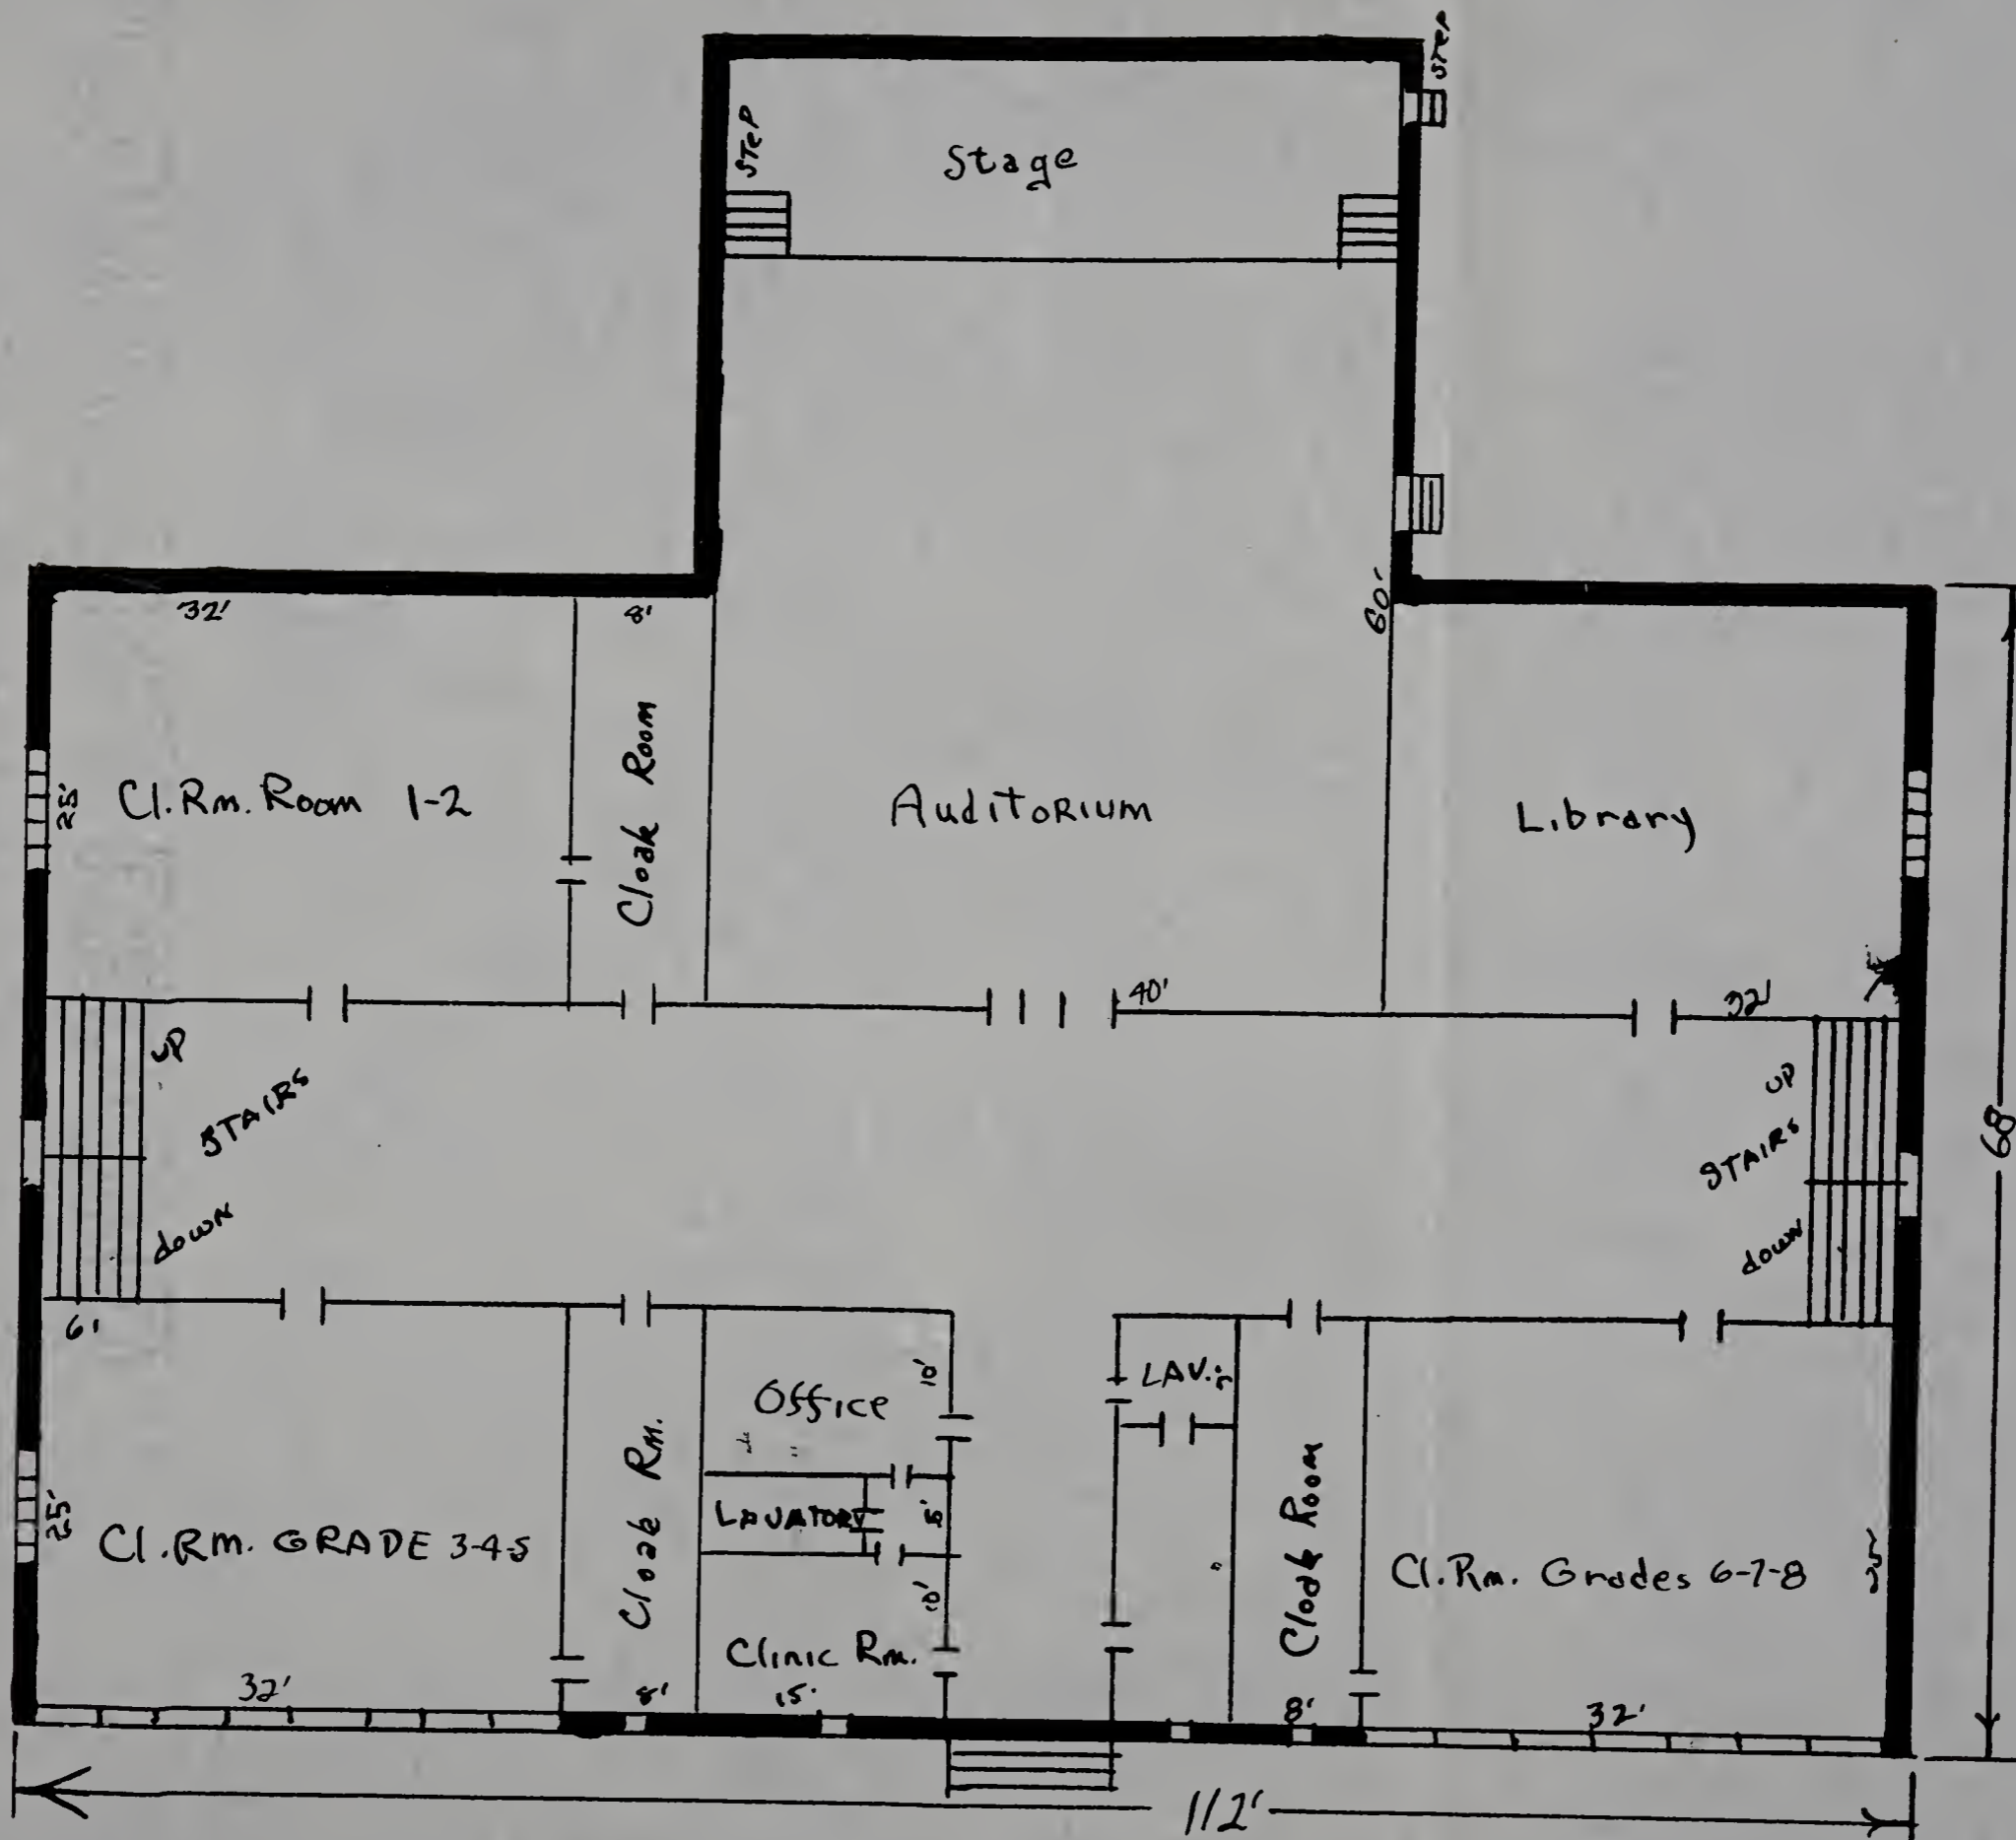 STeP
STeP
Stage
32'
8'
60'
Cl.Rm. Room 1-2
25'
Cloak Room
Auditorium
Library
40'
32'
UP
STAIRS
down
UP
STAIRS
down
68'
6'
Office
10'
LAV.
Cloak Rm.
LAVATORY
5'
Cl.RM. GRADE 3-4-5
25'
Cloak Room
Cl.Rm. Grades 6-7-8
25'
10'
Clinic Rm.
32'
8'
15'
8'
32'
112'